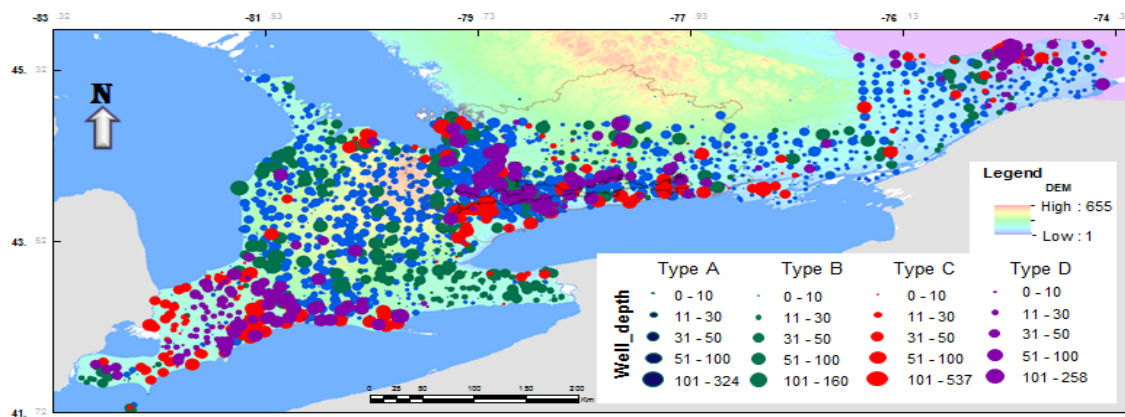 -83 .32 -81 .53 -79 .73 -77 .93 -76 .13 -74 .3
45. 32
N
Legend
DEM
High : 655
Low : 1
43. 52
Type A Type B Type C Type D
0 - 10 0 - 10 0 - 10 0 - 10
11 - 30 11 - 30 11 - 30 11 - 30
31 - 50 31 - 50 31 - 50 31 - 50
51 - 100 51 - 100 51 - 100 51 - 100
101 - 324 101 - 160 101 - 537 101 - 258
Well_depth
0 25 50 100 150 200
Km
41. 72